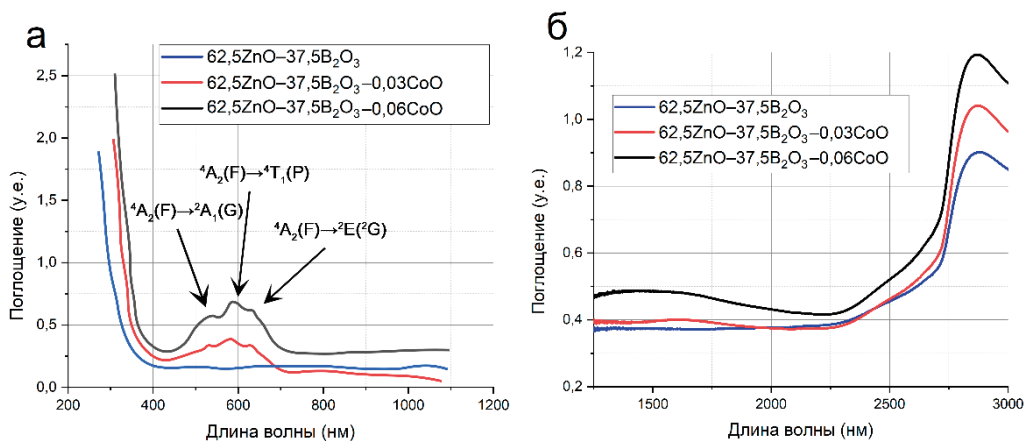 а
62,5ZnO–37,5B₂O₃
62,5ZnO–37,5B₂O₃–0,03CoO
62,5ZnO–37,5B₂O₃–0,06CoO
⁴A₂(F)→⁴T₁(P)
⁴A₂(F)→²A₁(G)
⁴A₂(F)→²E(²G)
Поглощение (у.е.)
2,5
2,0
1,5
1,0
0,5
0,0
200 400 600 800 1000 1200
Длина волны (нм)
б
62,5ZnO–37,5B₂O₃
62,5ZnO–37,5B₂O₃–0,03CoO
62,5ZnO–37,5B₂O₃–0,06CoO
Поглощение (у.е.)
1,2
1,0
0,8
0,6
0,4
0,2
1500 2000 2500 3000
Длина волны (нм)